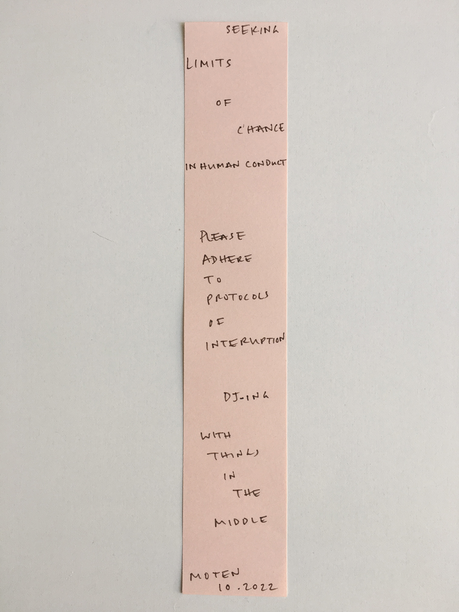 SEEKING
LIMITS
OF
CHANCE
IN HUMAN CONDUCT
PLEASE
ADHERE
TO
PROTOCOLS
OF
INTERUPTION
DJ-ING
WITH
THINGS
IN
THE
MIDDLE
MOTEN
10.2022